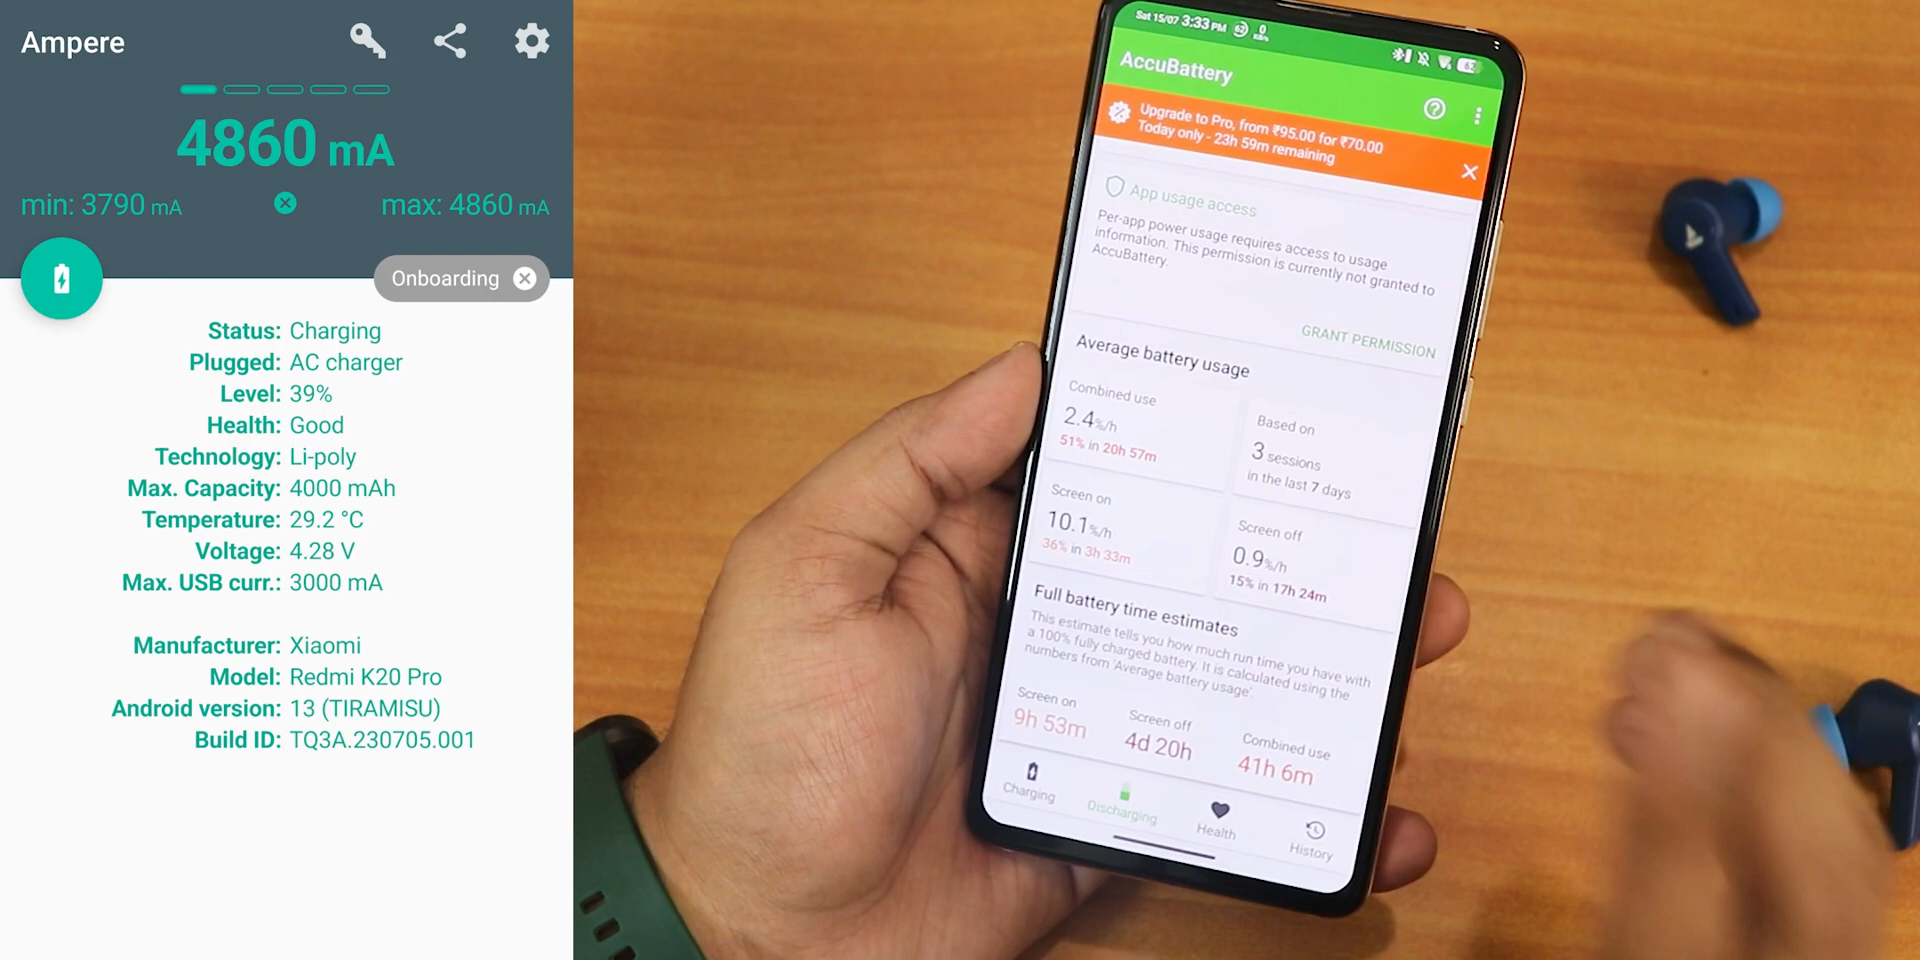 Ampere
4860 mA
min: 3790 mA
max: 4860 mA
Onboarding
Status: Charging
Plugged: AC charger
Level: 39%
Health: Good
Technology: Li-poly
Max. Capacity: 4000 mAh
Temperature: 29.2 °C
Voltage: 4.28 V
Max. USB curr.: 3000 mA
Manufacturer: Xiaomi
Model: Redmi K20 Pro
Android version: 13 (TIRAMISU)
Build ID: TQ3A.230705.001
Sat 15/07 3:33 PM 62 0 KB/s
AccuBattery
Upgrade to Pro, from ₹95.00 for ₹70.00
Today only - 23h 59m remaining
App usage access
Per-app power usage requires access to usage
information. This permission is currently not granted to
AccuBattery.
GRANT PERMISSION
Average battery usage
Combined use
2.4%/h
51% in 20h 57m
Based on
3 sessions
in the last 7 days
Screen on
10.1%/h
36% in 3h 33m
Screen off
0.9%/h
15% in 17h 24m
Full battery time estimates
This estimate tells you how much run time you have with
a 100% fully charged battery. It is calculated using the
numbers from 'Average battery usage'.
Screen on
9h 53m
Screen off
4d 20h
Combined use
41h 6m
Charging
Discharging
Health
History